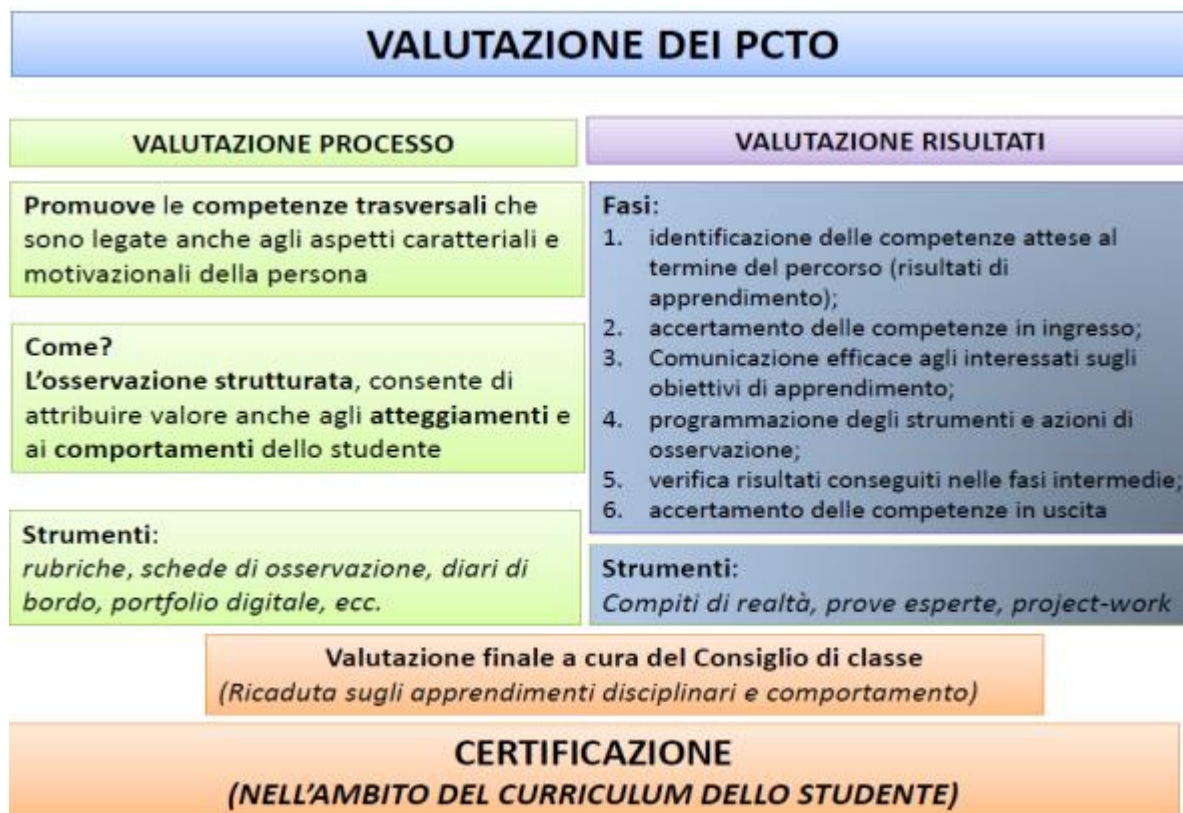 VALUTAZIONE DEI PCTO
VALUTAZIONE PROCESSO
Promuove le competenze trasversali che
sono legate anche agli aspetti caratteriali e
motivazionali della persona
Come?
L'osservazione strutturata, consente di
attribuire valore anche agli atteggiamenti e
ai comportamenti dello studente
Strumenti:
rubriche, schede di osservazione, diari di
bordo, portfolio digitale, ecc.
VALUTAZIONE RISULTATI
Fasi:
1. identificazione delle competenze attese al
termine del percorso (risultati di
apprendimento);
2. accertamento delle competenze in ingresso;
3. Comunicazione efficace agli interessati sugli
obiettivi di apprendimento;
4. programmazione degli strumenti e azioni di
osservazione;
5. verifica risultati conseguiti nelle fasi intermedie;
6. accertamento delle competenze in uscita
Strumenti:
Compiti di realtà, prove esperte, project-work
Valutazione finale a cura del Consiglio di classe
(Ricaduta sugli apprendimenti disciplinari e comportamento)
CERTIFICAZIONE
(NELL'AMBITO DEL CURRICULUM DELLO STUDENTE)